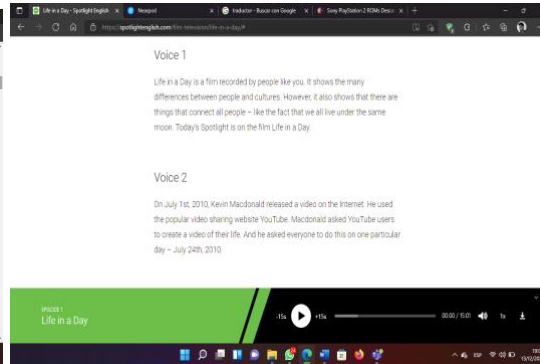 Life in a Day - Spotlight English
Nearpod
traductor - Buscar con Google
Sony PlayStation 2 ROMs Desc
https://spotlightenglish.com/film-television/life-in-a-day/#
Voice 1
Life in a Day is a film recorded by people like you. It shows the many
differences between people and cultures. However, it also shows that there are
things that connect all people – like the fact that we all live under the same
moon. Today's Spotlight is on the film Life in a Day.
Voice 2
On July 1st, 2010, Kevin Macdonald released a video on the Internet. He used
the popular video sharing website YouTube. Macdonald asked YouTube users
to create a video of their life. And he asked everyone to do this on one particular
day – July 24th, 2010.
EPISODE 1
Life in a Day
-15s
+15s
00:00 / 15:01
1x
ESP